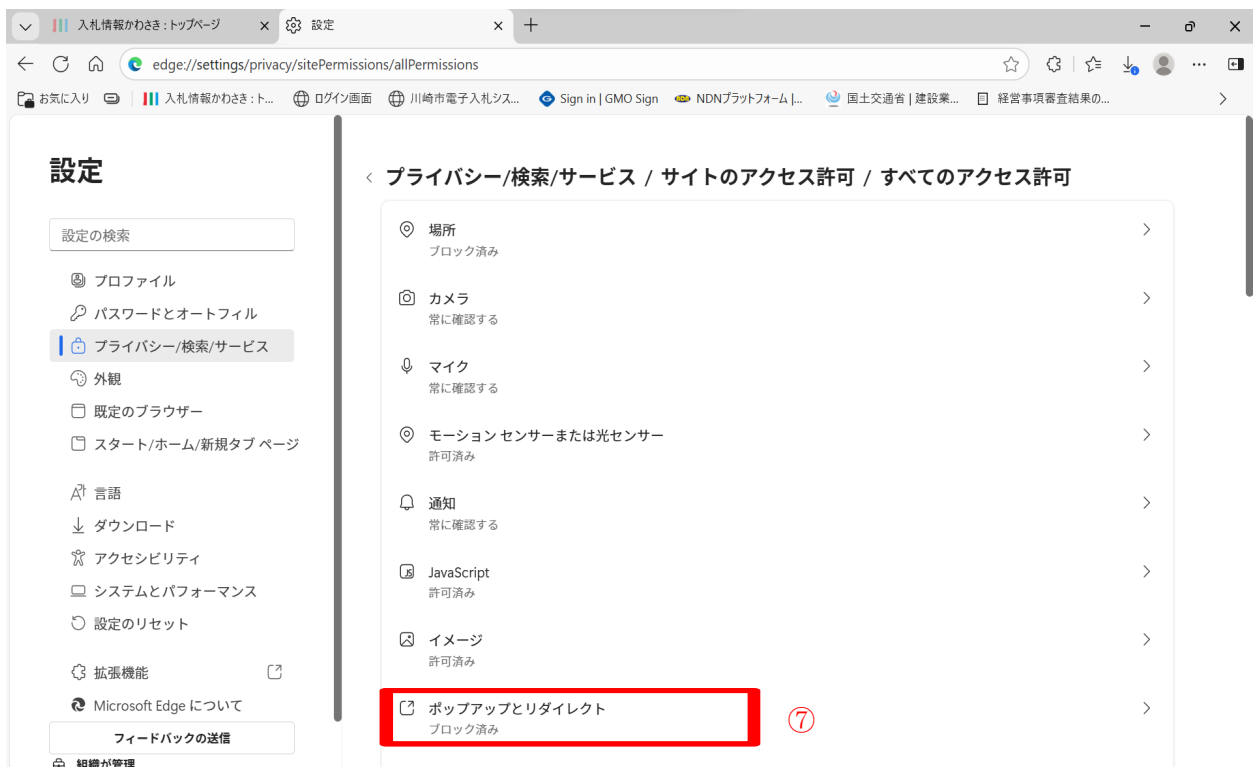 入札情報かわさき : トップページ
設定
edge://settings/privacy/sitePermissions/allPermissions
お気に入り
入札情報かわさき : ト...
ログイン画面
川崎市電子入札シス...
Sign in | GMO Sign
NDNプラットフォーム |...
国土交通省 | 建設業...
経営事項審査結果の...
設定
設定の検索
プロファイル
パスワードとオートフィル
プライバシー/検索/サービス
外観
既定のブラウザー
スタート/ホーム/新規タブ ページ
言語
ダウンロード
アクセシビリティ
システムとパフォーマンス
設定のリセット
拡張機能
Microsoft Edge について
フィードバックの送信
組織が管理
プライバシー/検索/サービス / サイトのアクセス許可 / すべてのアクセス許可
場所
ブロック済み
カメラ
常に確認する
マイク
常に確認する
モーション センサーまたは光センサー
許可済み
通知
常に確認する
JavaScript
許可済み
イメージ
許可済み
ポップアップとリダイレクト
ブロック済み
⑦